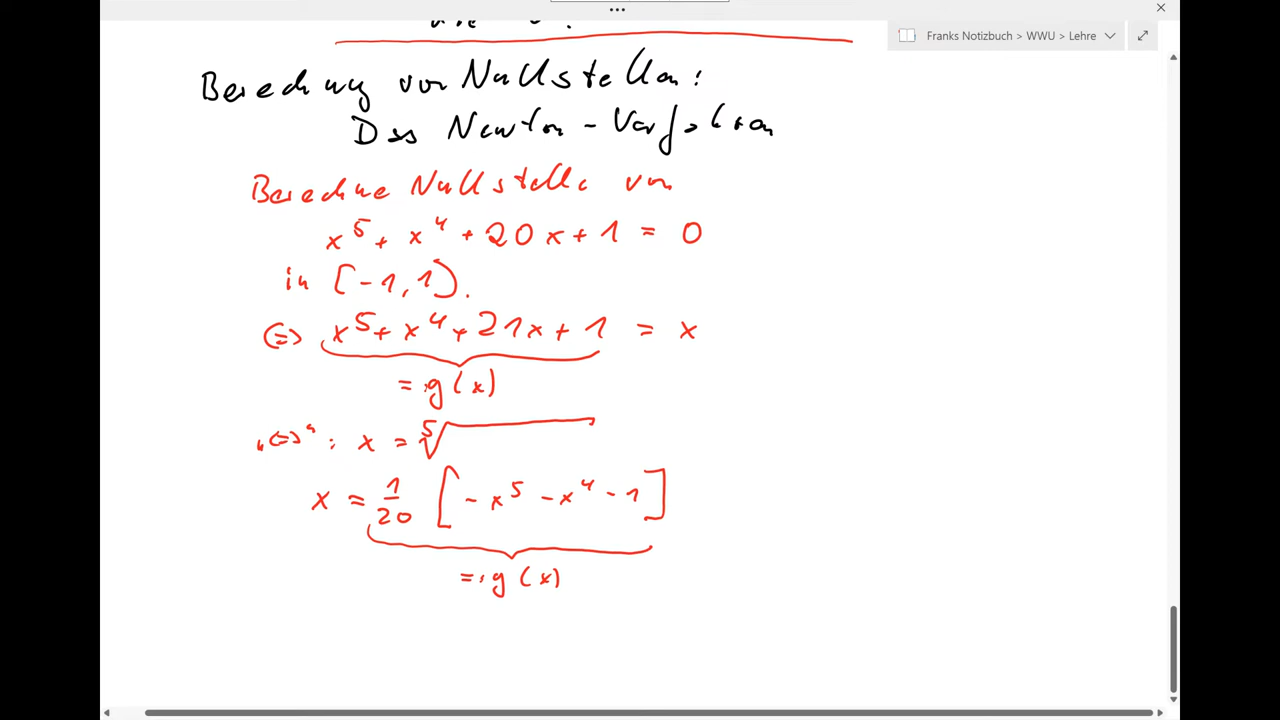 Franks Notizbuch > WWU > Lehre
Berechnung von Nullstellen:
Das Newton-Verfahren
Berechne Nullstelle von
x⁵ + x⁴ + 20x + 1 = 0
in [-1,1].
⇔ x⁵ + x⁴ + 21x + 1 = x
=: g(x)
„⇔“: x = ⁵√
x = 1/20 [-x⁵ - x⁴ - 1]
=: g(x)